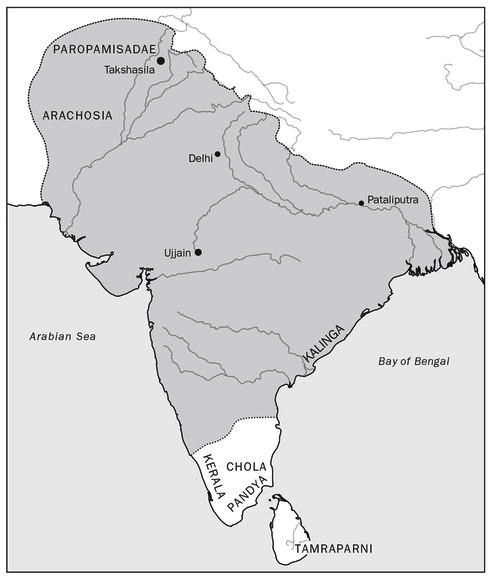 PAROPAMISADAE
Takshasila
ARACHOSIA
Delhi
Pataliputra
Ujjain
Arabian Sea
KALINGA
Bay of Bengal
KERALA
CHOLA
PANDYA
TAMRAPARNI